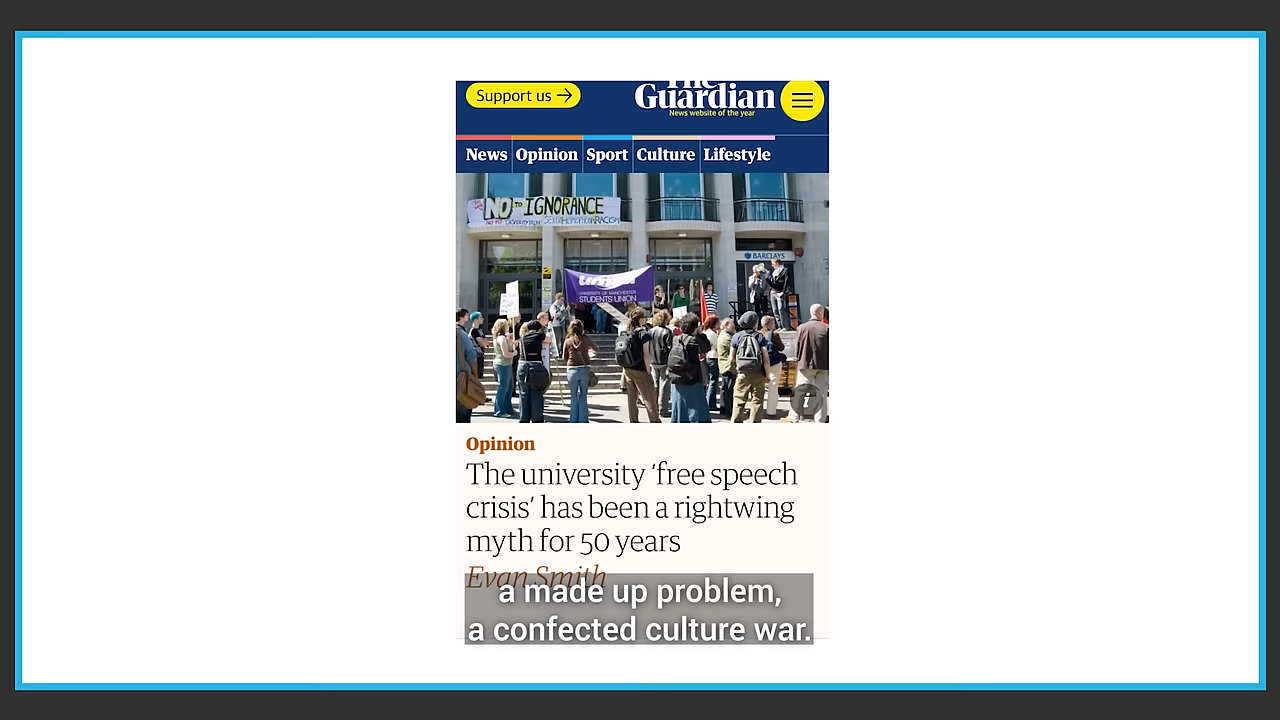 Support us →
The
Guardian
News website of the year
News Opinion Sport Culture Lifestyle
NO TO IGNORANCE
BARCLAYS
UNIVERSITY OF MANCHESTER
STUDENTS' UNION
i
Opinion
The university ‘free speech
crisis’ has been a rightwing
myth for 50 years
Evan Smith
a made up problem,
a confected culture war.